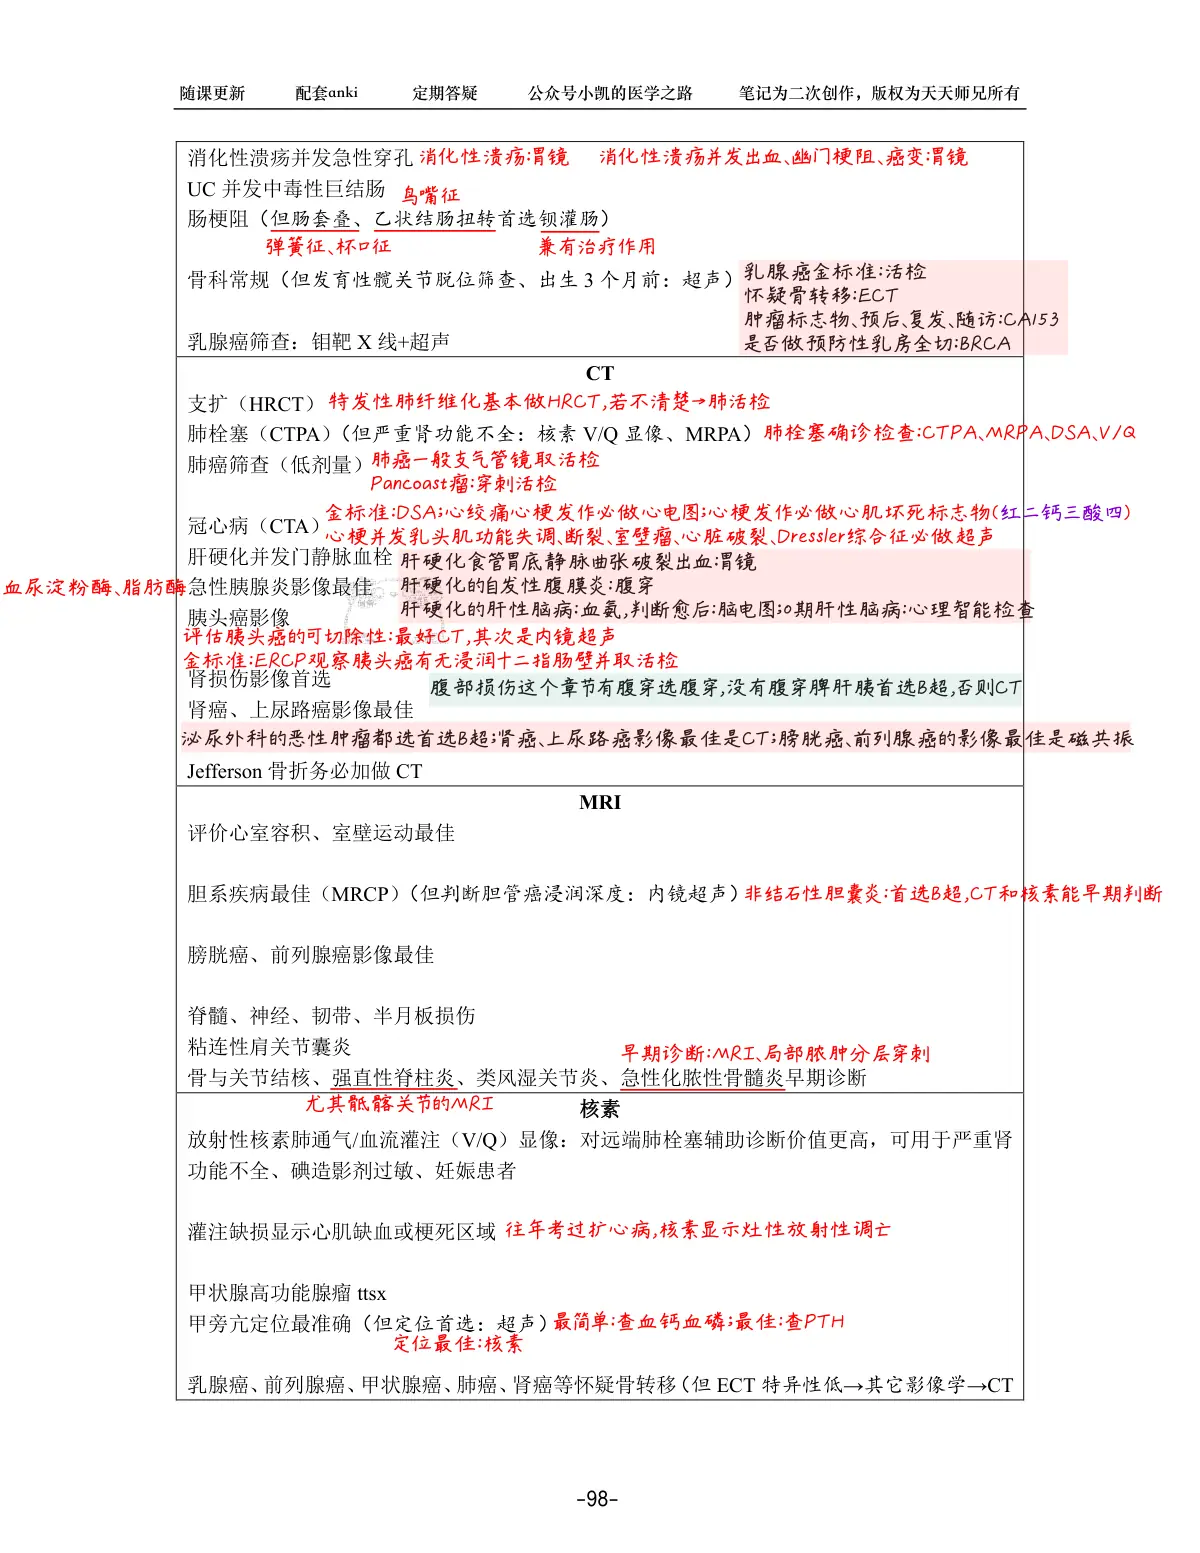 随课更新 配套anki 定期答疑 公众号小凯的医学之路 笔记为二次创作，版权为天天师兄所有
消化性溃疡并发急性穿孔 消化性溃疡:胃镜 消化性溃疡并发出血、幽门梗阻、癌变:胃镜
UC 并发中毒性巨结肠 鸟嘴征
肠梗阻（但肠套叠、乙状结肠扭转首选钡灌肠）
弹簧征、杯口征 兼有治疗作用
乳腺癌金标准:活检
骨科常规（但发育性髋关节脱位筛查、出生 3 个月前：超声）
怀疑骨转移:ECT
肿瘤标志物、预后、复发、随访:CA153
乳腺癌筛查：钼靶 X 线+超声 是否做预防性乳房全切:BRCA
CT
支扩（HRCT） 特发性肺纤维化基本做HRCT,若不清楚→肺活检
肺栓塞（CTPA）（但严重肾功能不全：核素 V/Q 显像、MRPA） 肺栓塞确诊检查:CTPA、MRPA、DSA、V/Q
肺癌筛查（低剂量） 肺癌一般支气管镜取活检
Pancoast瘤:穿刺活检
金标准:DSA;心绞痛心梗发作必做心电图;心梗发作必做心肌坏死标志物(红二钙三酸四)
冠心病（CTA）
心梗并发乳头肌功能失调、断裂、室壁瘤、心脏破裂、Dressler综合征必做超声
肝硬化并发门静脉血栓 肝硬化食管胃底静脉曲张破裂出血:胃镜
血尿淀粉酶、脂肪酶 急性胰腺炎影像最佳 肝硬化的自发性腹膜炎:腹穿
胰头癌影像 肝硬化的肝性脑病:血氨,判断愈后:脑电图;0期肝性脑病:心理智能检查
评估胰头癌的可切除性:最好CT,其次是内镜超声
金标准:ERCP观察胰头癌有无浸润十二指肠壁并取活检
肾损伤影像首选 腹部损伤这个章节有腹穿选腹穿,没有腹穿脾肝胰首选B超,否则CT
肾癌、上尿路癌影像最佳
泌尿外科的恶性肿瘤都选首选B超;肾癌、上尿路癌影像最佳是CT;膀胱癌、前列腺癌的影像最佳是磁共振
Jefferson 骨折务必加做 CT
MRI
评价心室容积、室壁运动最佳
胆系疾病最佳（MRCP）（但判断胆管癌浸润深度：内镜超声） 非结石性胆囊炎:首选B超,CT和核素能早期判断
膀胱癌、前列腺癌影像最佳
脊髓、神经、韧带、半月板损伤
粘连性肩关节囊炎 早期诊断:MRI、局部脓肿分层穿刺
骨与关节结核、强直性脊柱炎、类风湿关节炎、急性化脓性骨髓炎早期诊断
尤其骶髂关节的MRI
核素
放射性核素肺通气/血流灌注（V/Q）显像：对远端肺栓塞辅助诊断价值更高，可用于严重肾
功能不全、碘造影剂过敏、妊娠患者
灌注缺损显示心肌缺血或梗死区域 往年考过扩心病,核素显示灶性放射性调亡
甲状腺高功能腺瘤 ttsx
甲旁亢定位最准确（但定位首选：超声） 最简单:查血钙血磷;最佳:查PTH
定位最佳:核素
乳腺癌、前列腺癌、甲状腺癌、肺癌、肾癌等怀疑骨转移（但 ECT 特异性低→其它影像学→CT
-98-